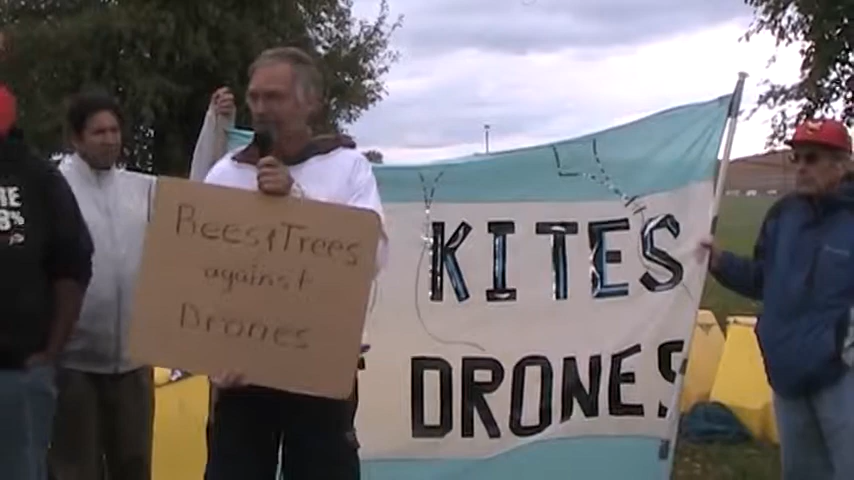 Bees & Trees
against
Drones
KITES
DRONES